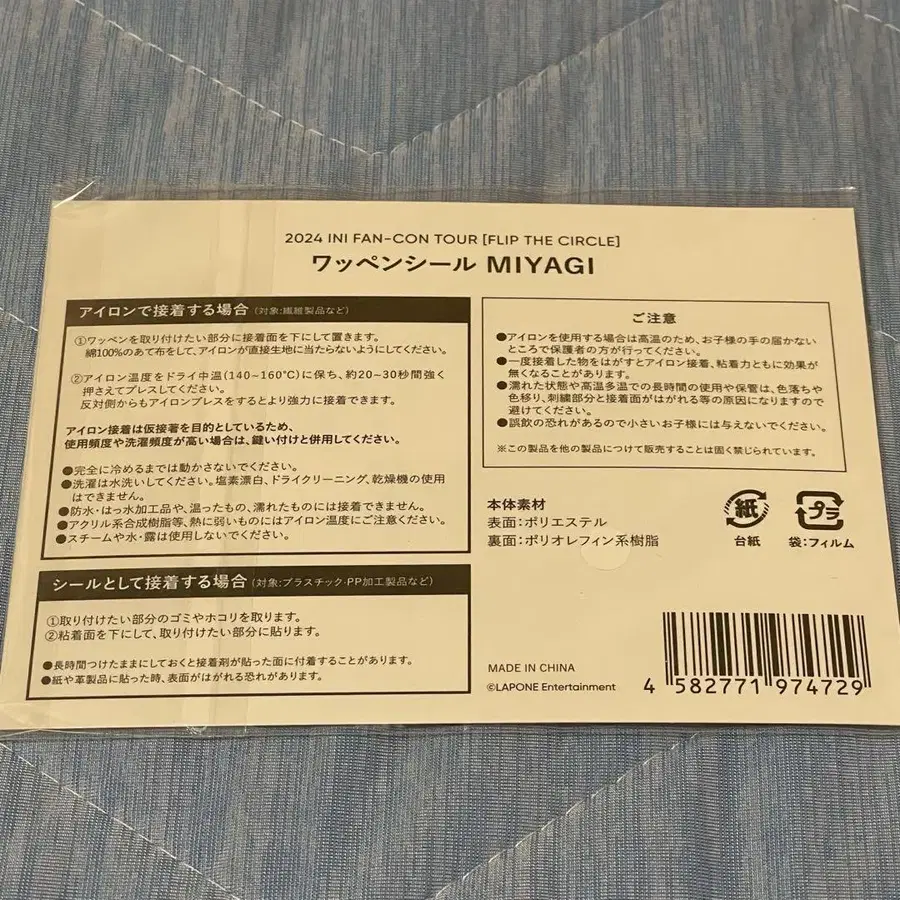 2024 INI FAN-CON TOUR [FLIP THE CIRCLE]
ワッペンシール MIYAGI
アイロンで接着する場合 (対象:繊維製品など)
①ワッペンを取り付けたい部分に接着面を下にして置きます。
綿100%のあて布をして、アイロンが直接生地に当たらないようにしてください。
②アイロン温度をドライ中温(140~160℃)に保ち、約20~30秒間強く
押さえてプレスしてください。
反対側からもアイロンプレスをするとより強力に接着できます。
アイロン接着は仮接着を目的としているため、
使用頻度や洗濯頻度が高い場合は、縫い付けと併用してください。
●完全に冷めるまでは動かさないでください。
●洗濯は水洗いしてください。塩素漂白、ドライクリーニング、乾燥機の使用
はできません。
●防水・はっ水加工品や、湿ったもの、濡れたものには接着できません。
●アクリル系合成樹脂等、熱に弱いものにはアイロン温度にご注意ください。
●スチームや水・露は使用しないでください。
シールとして接着する場合 (対象:プラスチック・PP加工製品など)
①取り付けたい部分のゴミやホコリを取ります。
②粘着面を下にして、取り付けたい部分に貼ります。
●長時間つけたままにしておくと接着剤が貼った面に付着することがあります。
●紙や革製品に貼った時、表面がはがれる恐れがあります。
ご注意
●アイロンを使用する場合は高温のため、お子様の手の届かない
ところで保護者の方が行ってください。
●一度接着した物をはがすとアイロン接着、粘着力ともに効果が
無くなることがあります。
●濡れた状態や高温多湿での長時間の使用や保管は、色落ちや
色移り、刺繍部分と接着面がはがれる等の原因になりますので
避けてください。
●誤飲の恐れがあるので小さいお子様には与えないでください。
※この製品を他の製品につけて販売することは固く禁じられています。
本体素材
表面:ポリエステル
裏面:ポリオレフィン系樹脂
紙
台紙
プラ
袋:フィルム
MADE IN CHINA
©LAPONE Entertainment
4 582771 974729